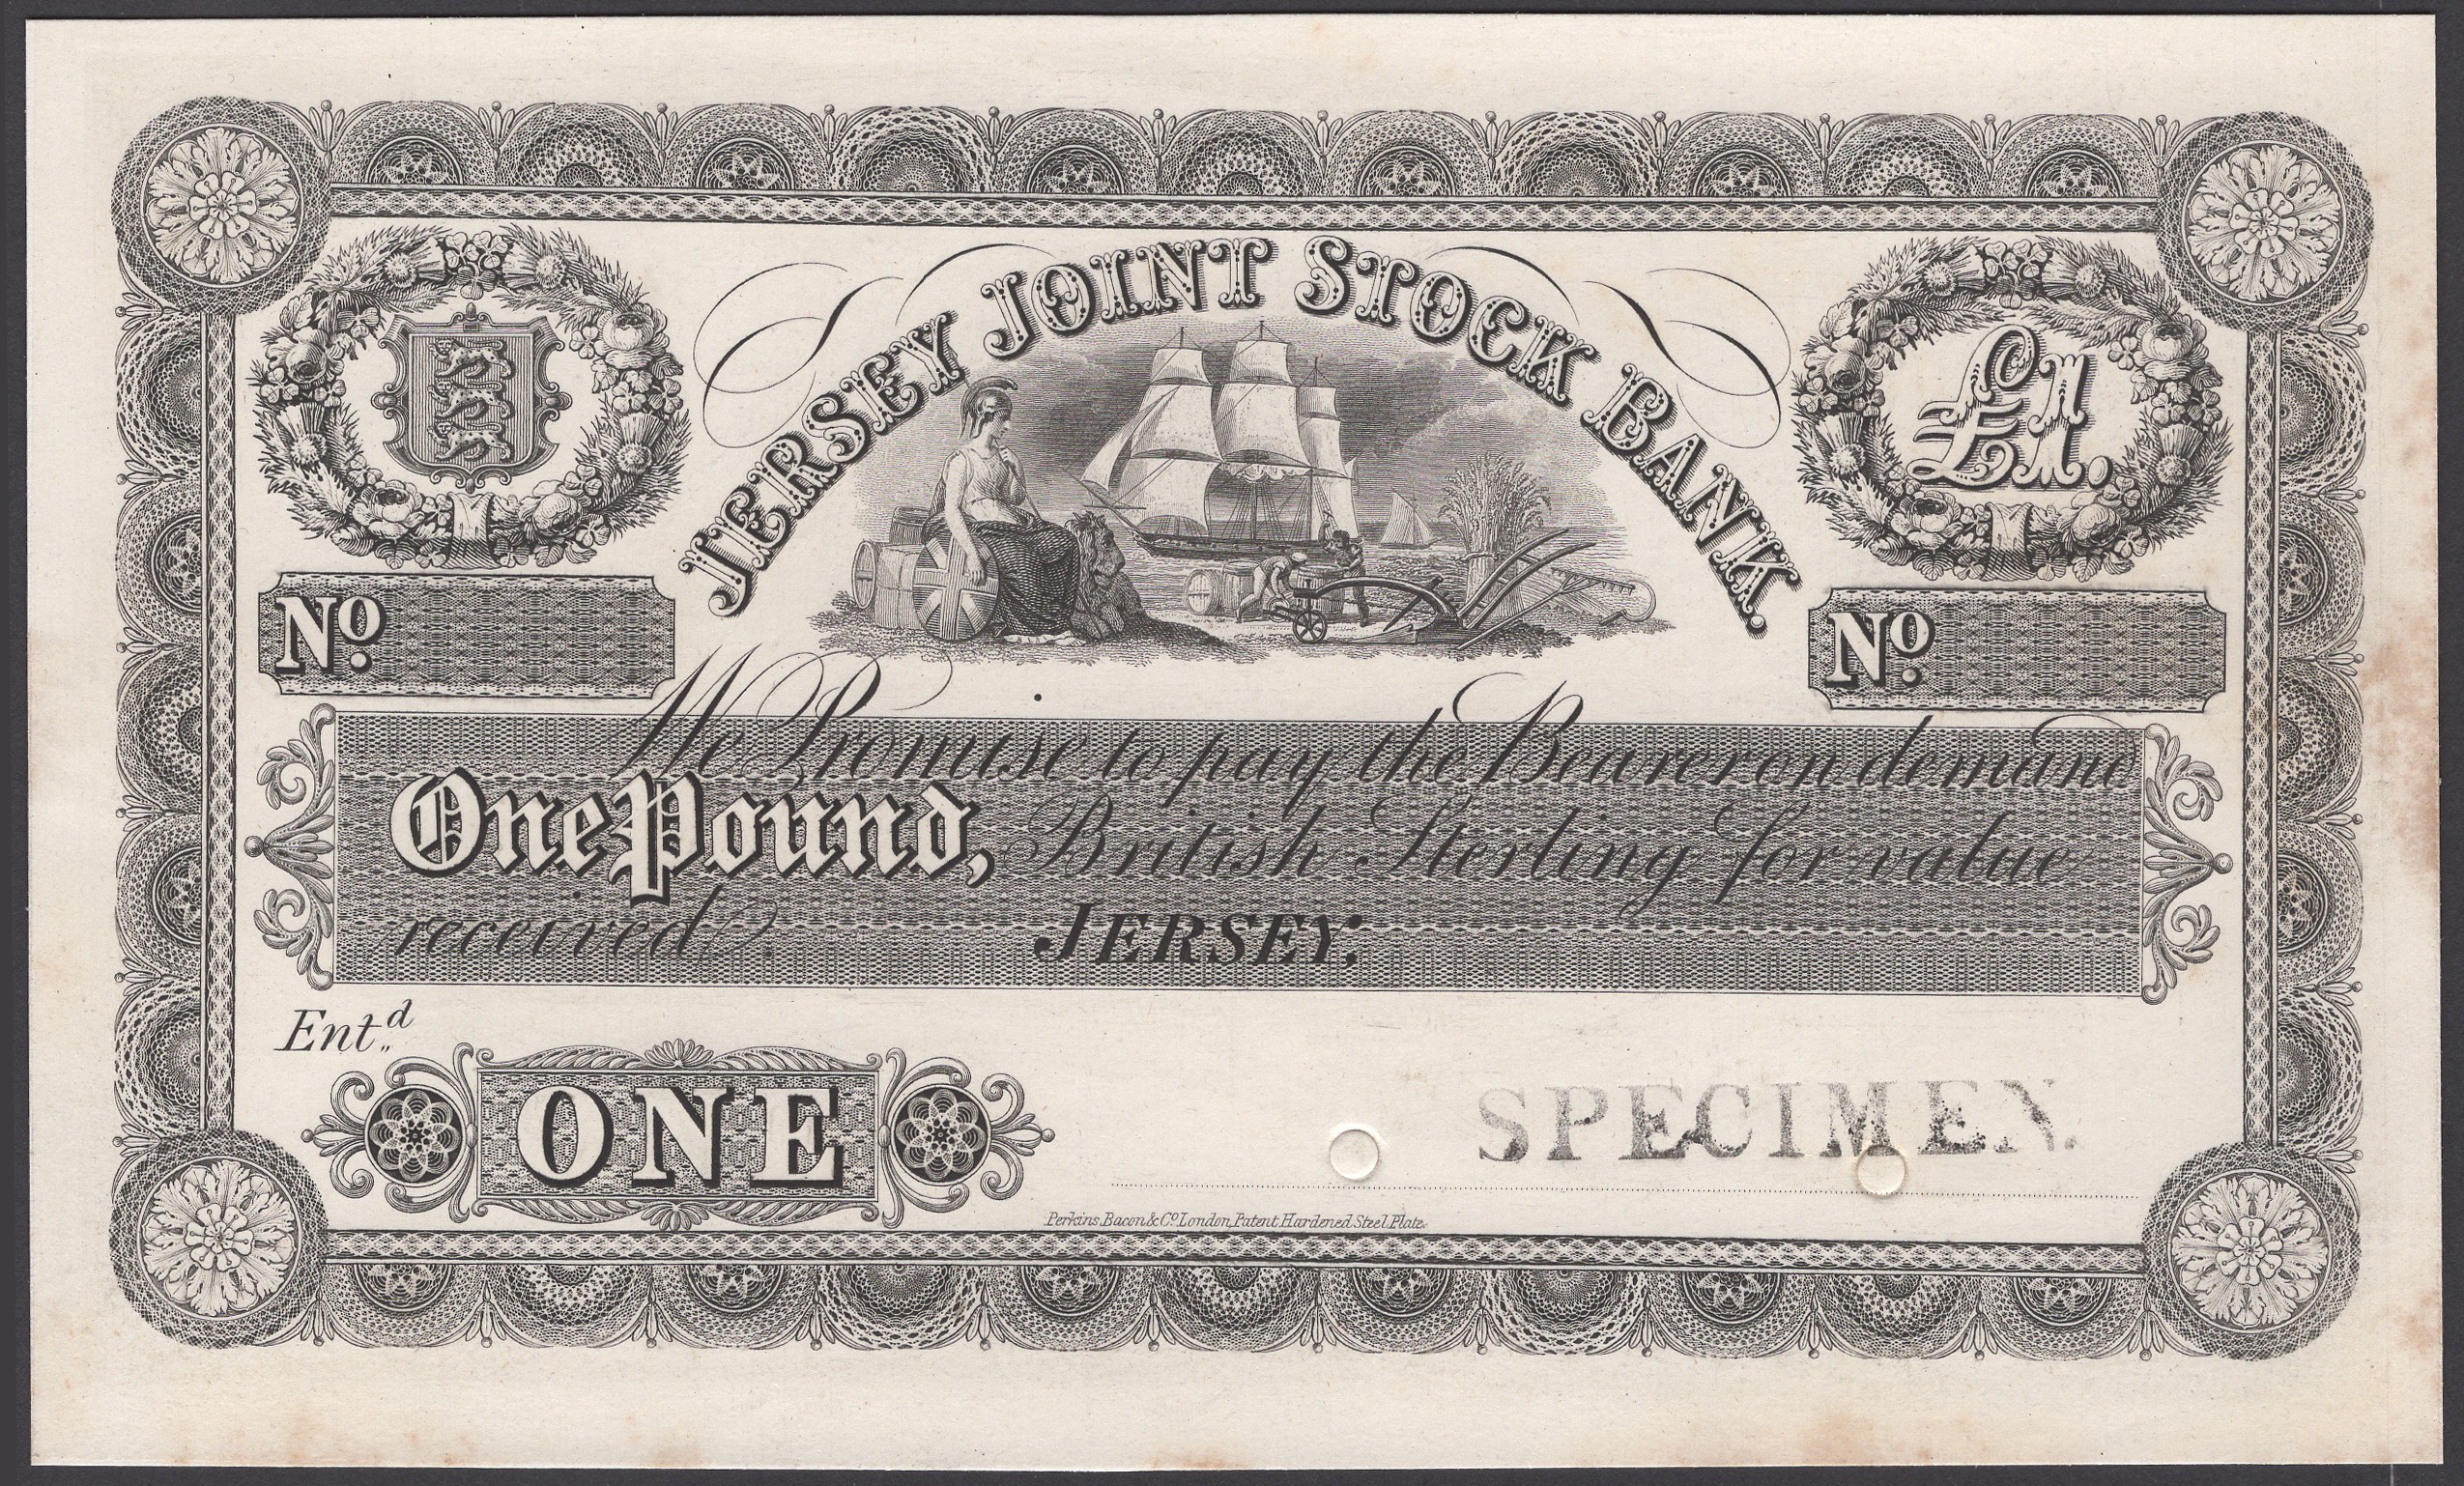 JERSEY JOINT STOCK BANK.
£1.
No.
No.
We Promise to pay the Bearer on demand
One Pound, British Sterling for value
received. JERSEY.
Entd
ONE
SPECIMEN.
Perkins, Bacon & Co. London, Patent Hardened Steel Plate.